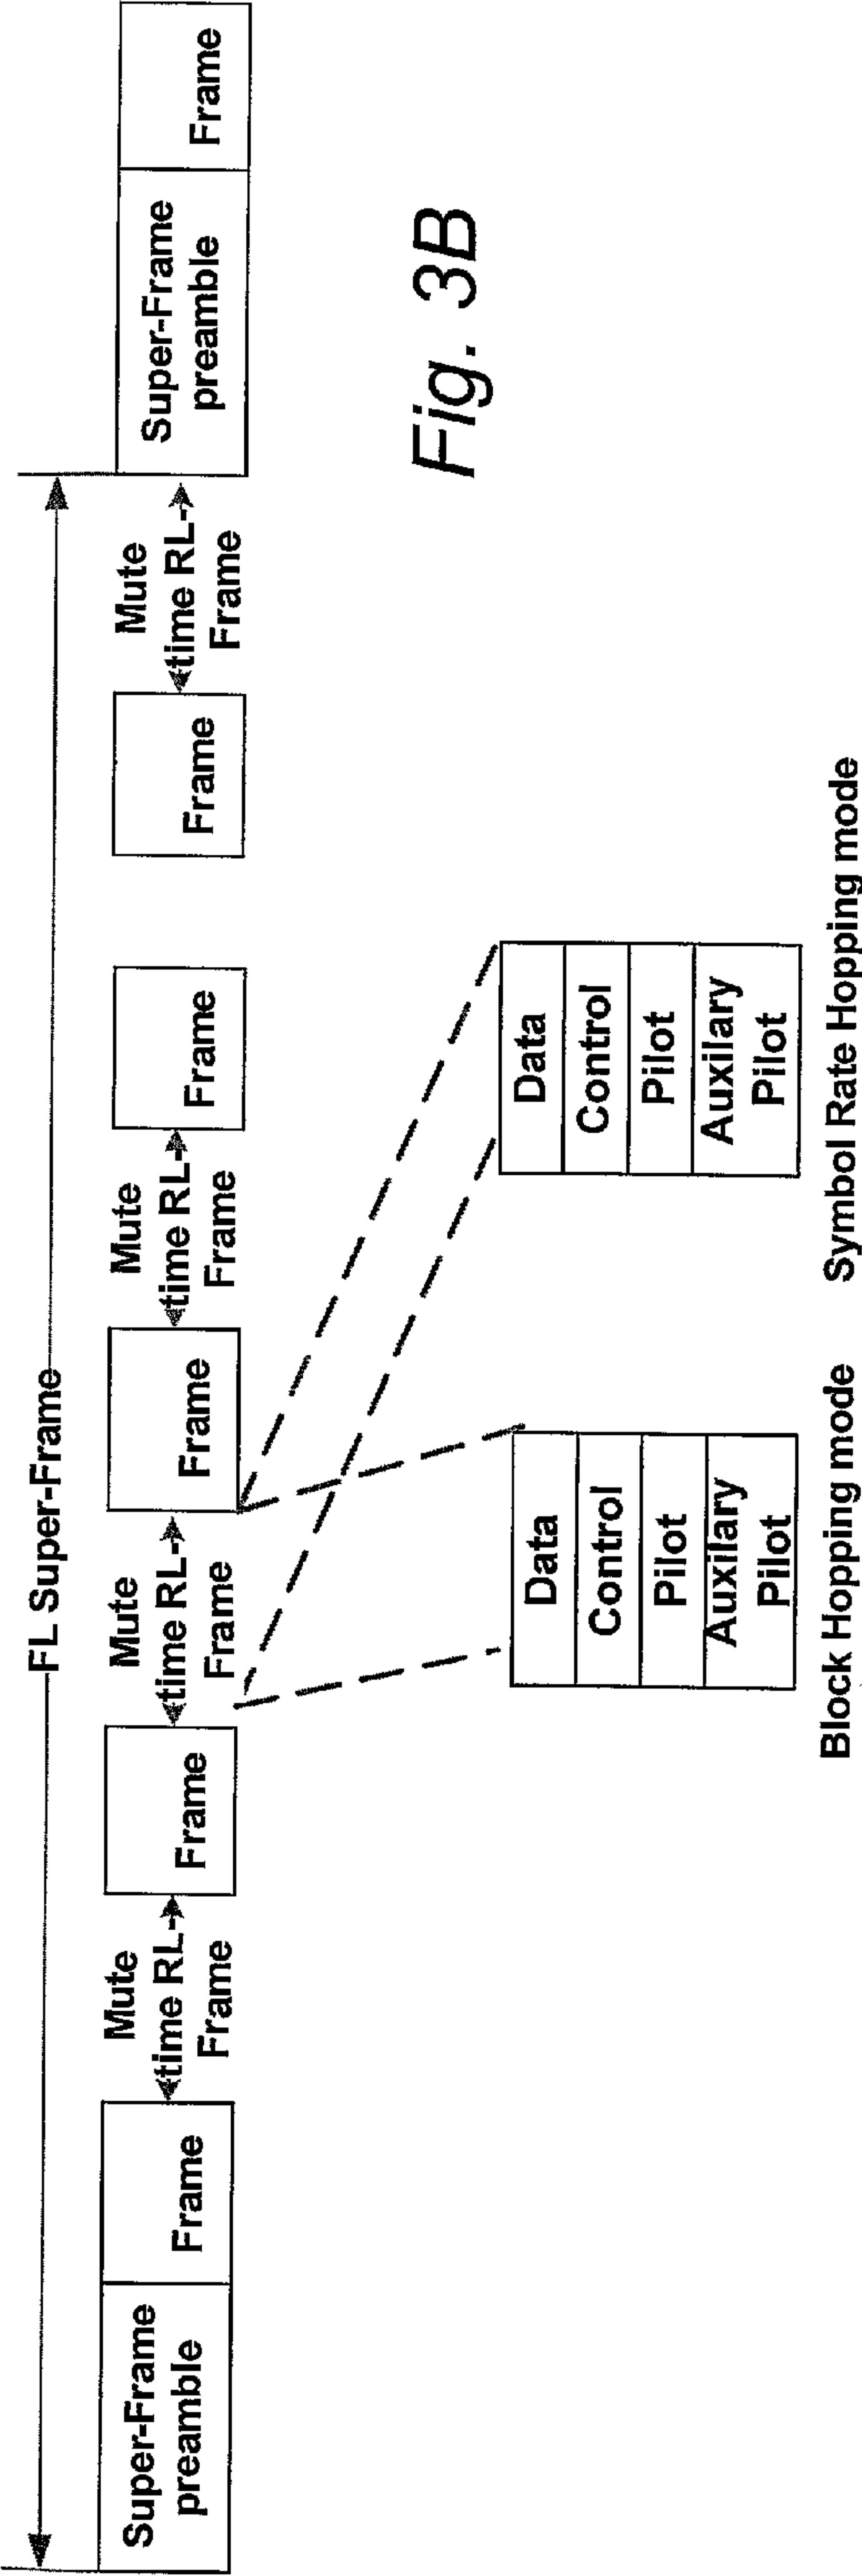 FL Super-Frame
Super-Frame
preamble
Frame
Mute
time RL-
Frame
Frame
Mute
time RL-
Frame
Frame
Mute
time RL-
Frame
Frame
Frame
Mute
time RL-
Frame
Super-Frame
preamble
Frame
Data
Control
Pilot
Auxilary
Pilot
Block Hopping mode
Data
Control
Pilot
Auxilary
Pilot
Symbol Rate Hopping mode
Fig. 3B